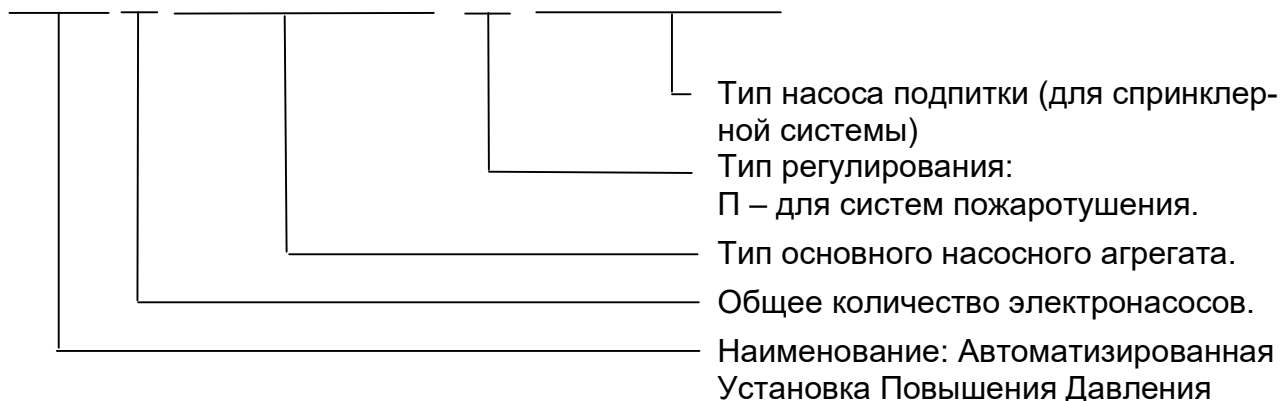 Тип насоса подпитки (для спринклер-
ной системы)
Тип регулирования:
П – для систем пожаротушения.
Тип основного насосного агрегата.
Общее количество электронасосов.
Наименование: Автоматизированная
Установка Повышения Давления